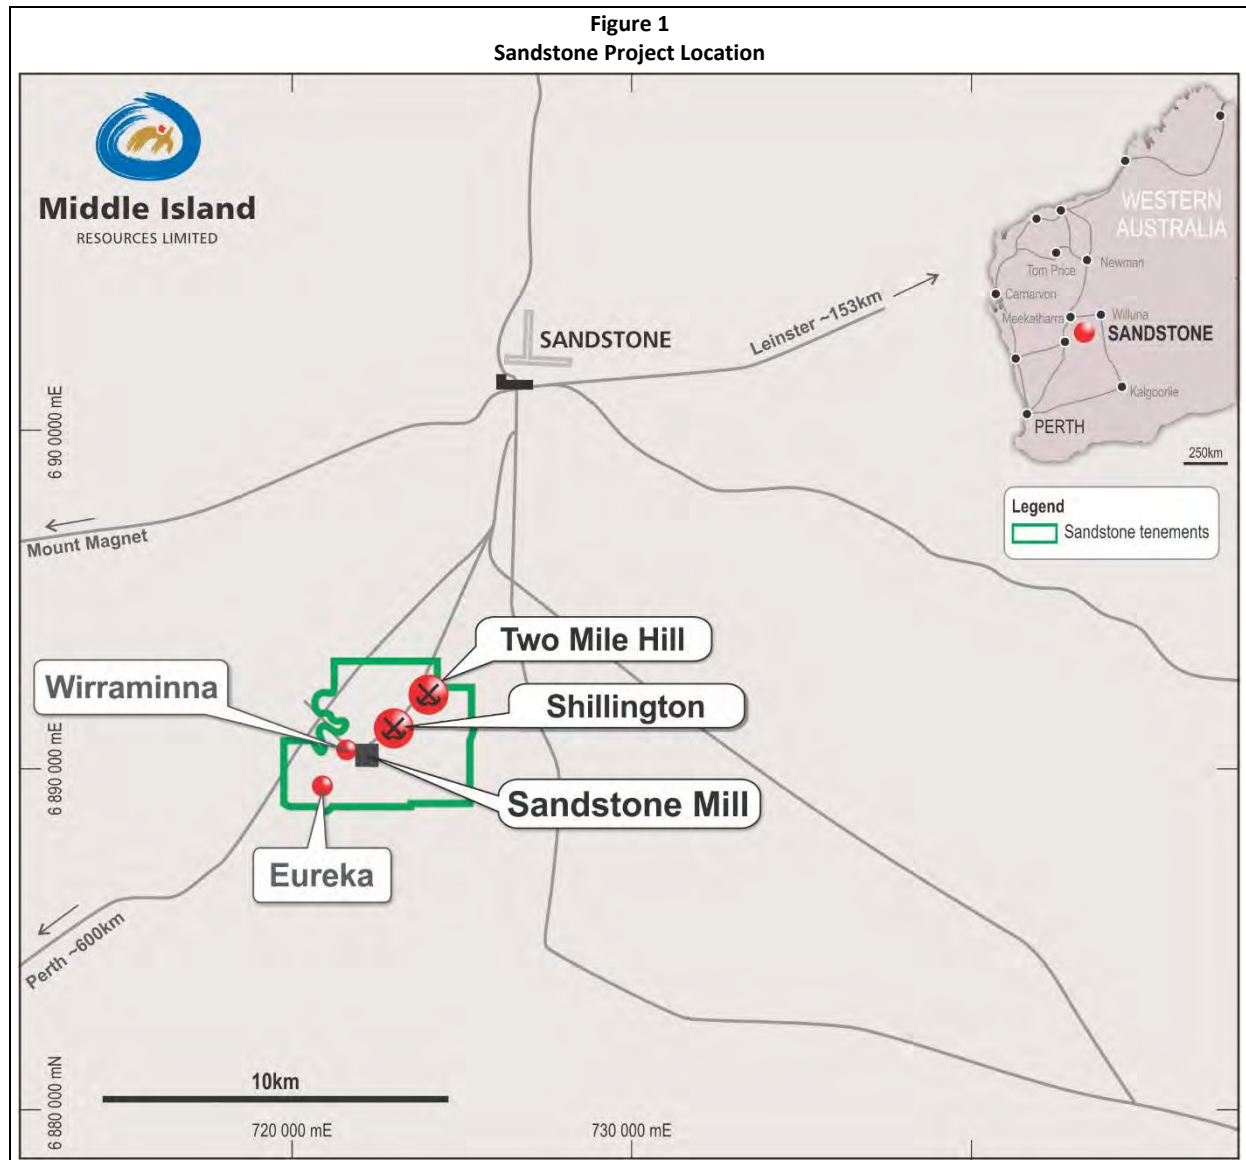 Figure 1
Sandstone Project Location
Middle Island
RESOURCES LIMITED
WESTERN
AUSTRALIA
Tom Price
Newman
Carnarvon
Meekatharra
Willuna
SANDSTONE
Kalgoorlie
PERTH
250km
Legend
Sandstone tenements
SANDSTONE
Leinster ~153km
6 90 0000 mE
Mount Magnet
Two Mile Hill
Wirraminna
Shillington
6 890 000 mE
Sandstone Mill
Eureka
Perth ~600km
10km
6 880 000 mN
720 000 mE
730 000 mE